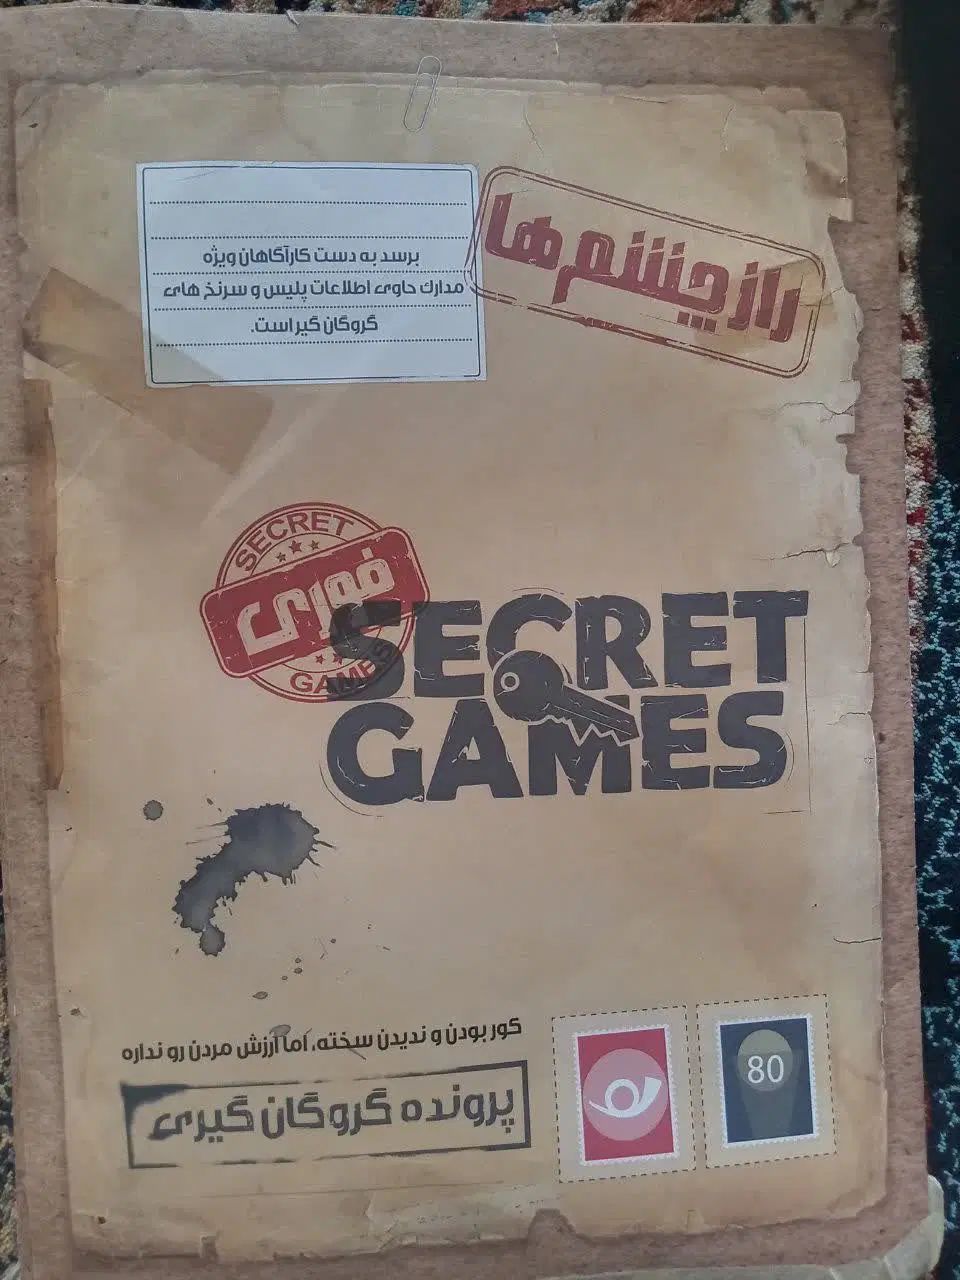 راز چشم ها
برسد به دست کارآگاهان ویژه
مدارک حاوی اطلاعات پلیس و سرنخ های
گروگان گیر است.
SECRET
فوری
GAMES
SECRET
GAMES
کور بودن و ندیدن سخته، اما ارزش مردن رو نداره
پرونده گروگان گیری
80